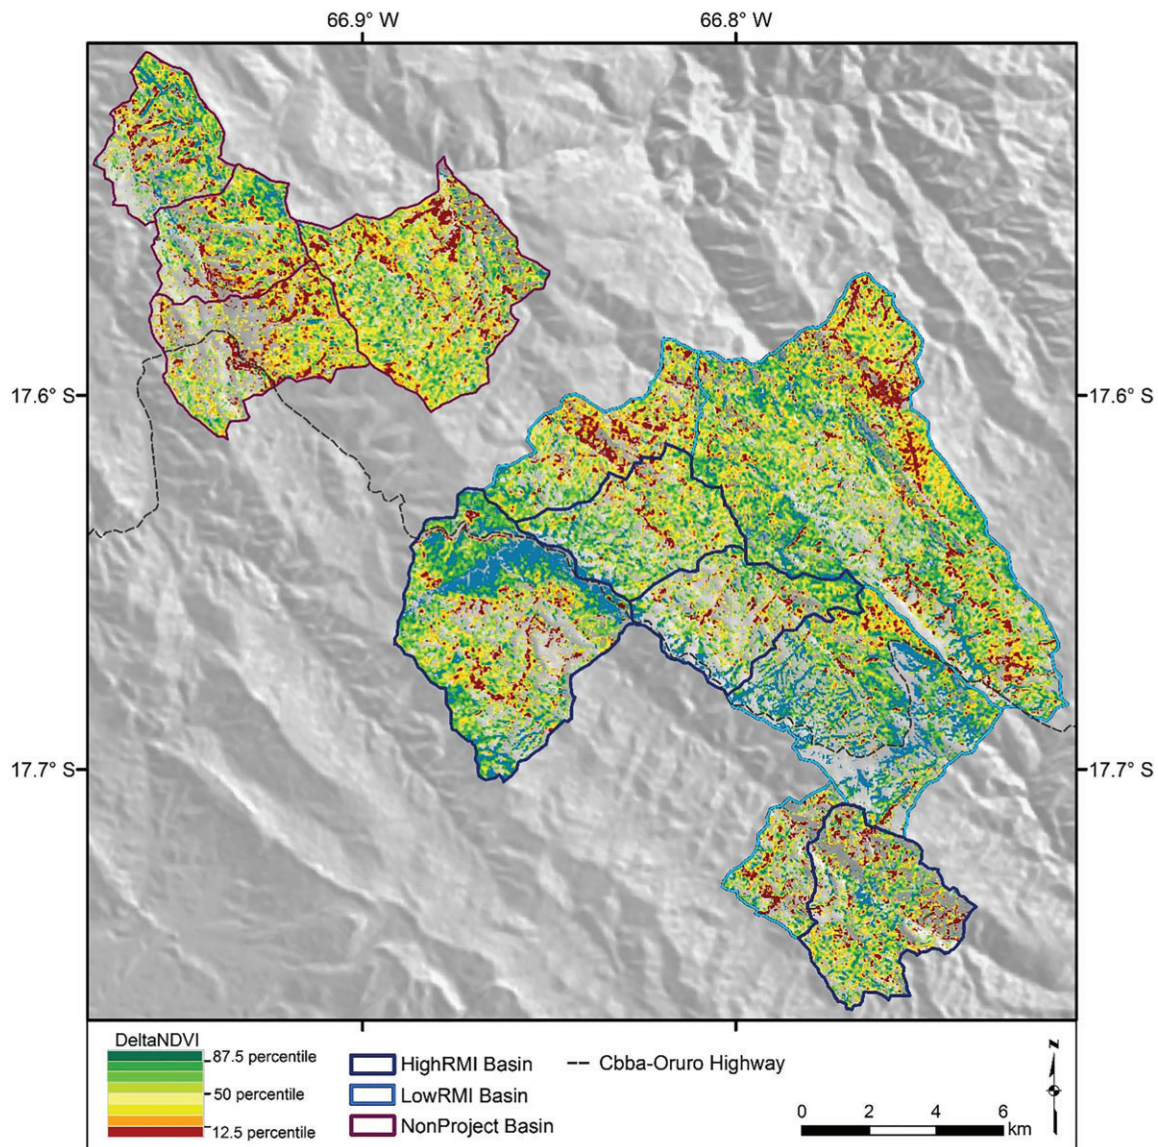 66.9° W 66.8° W
17.6° S 17.6° S
17.7° S 17.7° S
DeltaNDVI
87.5 percentile
50 percentile
12.5 percentile
HighRMI Basin
LowRMI Basin
NonProject Basin
Cbba-Oruro Highway
N
0 2 4 6
km